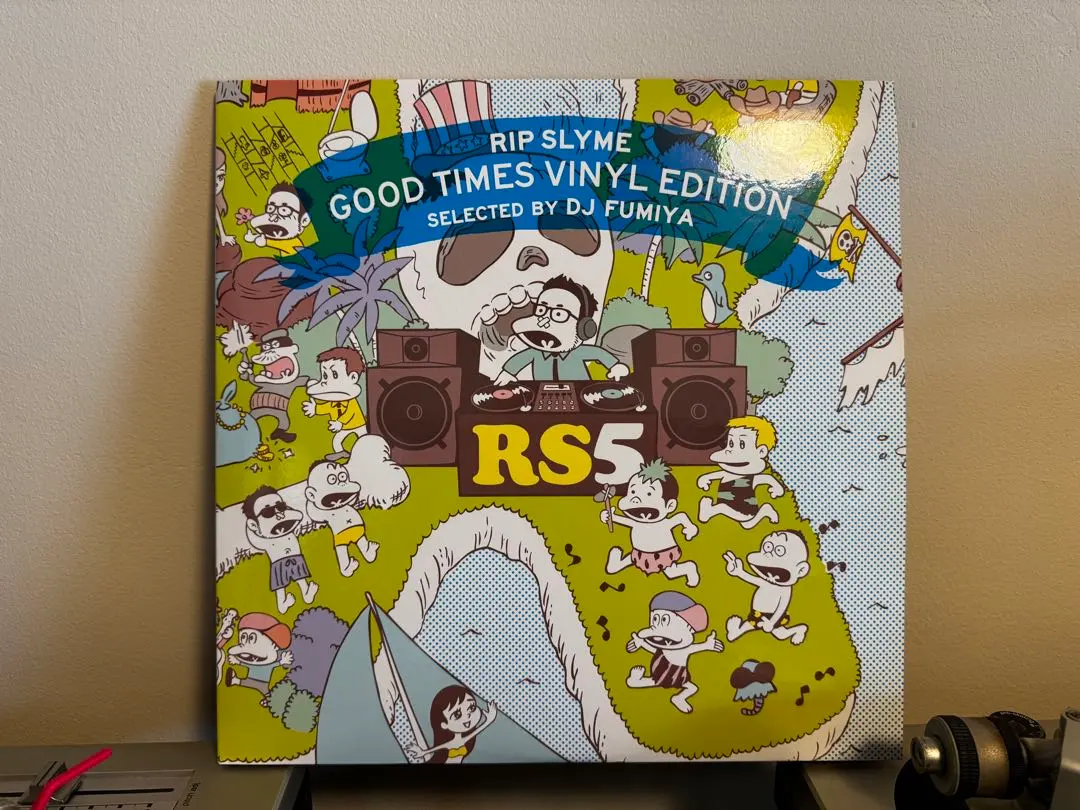 RIP SLYME
GOOD TIMES VINYL EDITION
SELECTED BY DJ FUMIYA
RS5